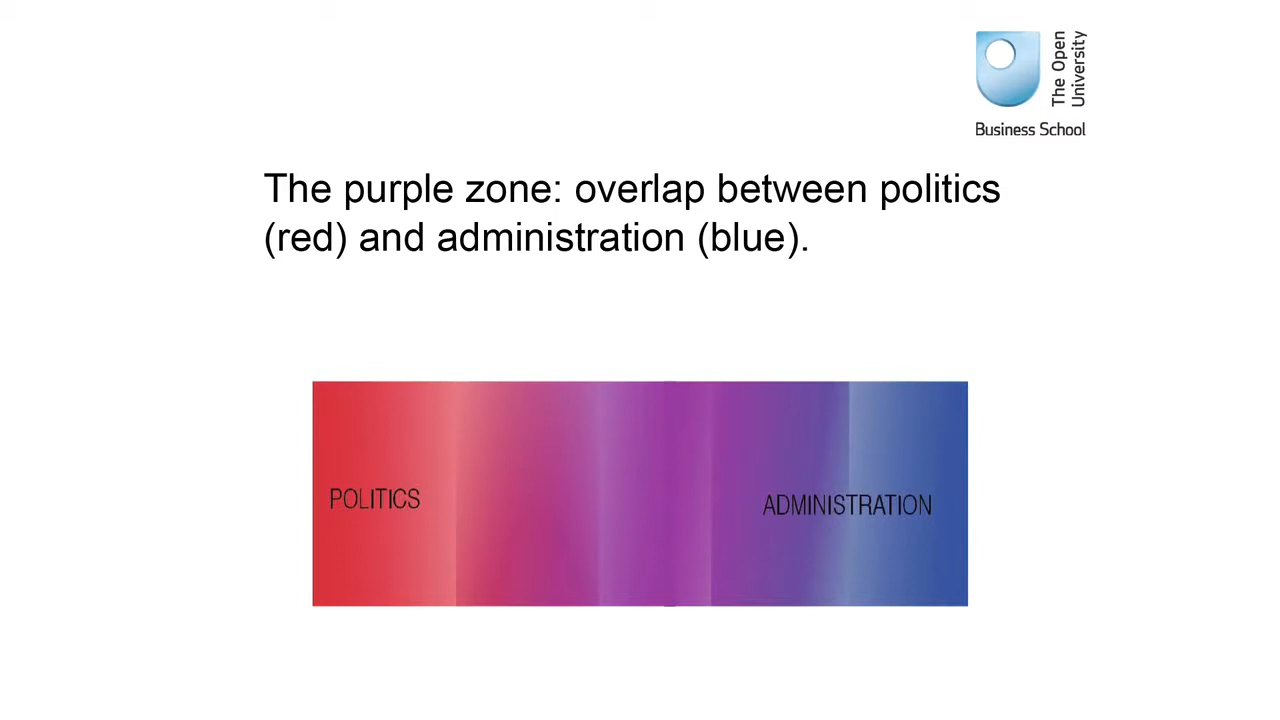 The Open
University
Business School
The purple zone: overlap between politics
(red) and administration (blue).
POLITICS
ADMINISTRATION